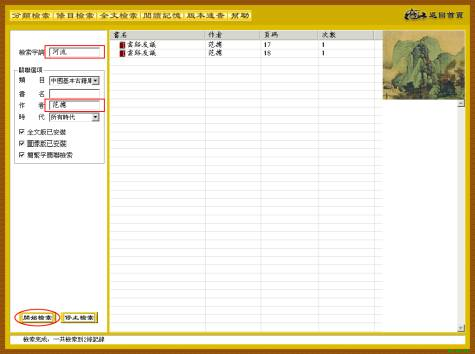 分類檢索 條目檢索 全文檢索 閱讀記憶 版本速查 幫助 返回首頁
檢索字詞 河流
關聯選項
類 目 中國基本古籍庫
書 名
作 者 范攄
時 代 所有時代
全文版已安裝
圖像版已安裝
簡繁字關聯檢索
開始檢索 停止檢索
書名 作者 頁碼 次數
雲谿友議 范攄 17 1
雲谿友議 范攄 18 1
檢索完成,一共檢索到2條記錄